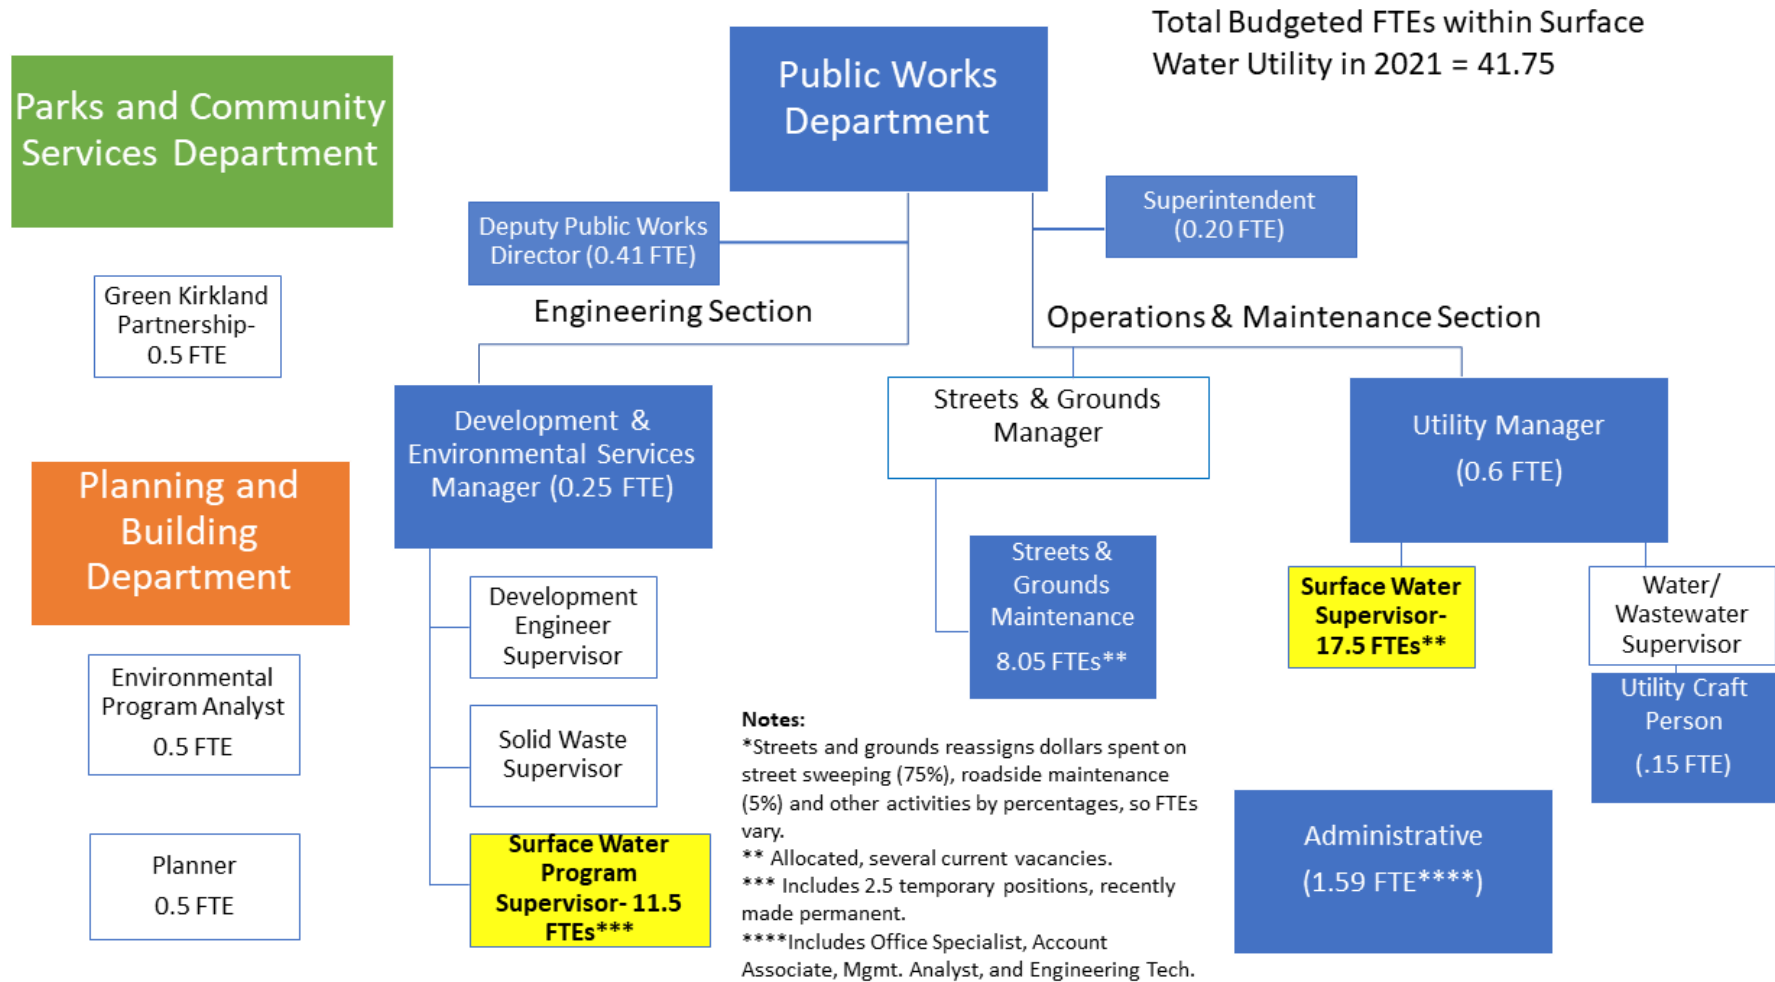 Total Budgeted FTEs within Surface
Water Utility in 2021 = 41.75
Public Works
Department
Parks and Community
Services Department
Superintendent
(0.20 FTE)
Deputy Public Works
Director (0.41 FTE)
Green Kirkland
Partnership-
0.5 FTE
Engineering Section
Operations & Maintenance Section
Development &
Environmental Services
Manager (0.25 FTE)
Streets & Grounds
Manager
Utility Manager
(0.6 FTE)
Planning and
Building
Department
Development
Engineer
Supervisor
Streets &
Grounds
Maintenance
8.05 FTEs**
Surface Water
Supervisor-
17.5 FTEs**
Water/
Wastewater
Supervisor
Utility Craft
Person
(.15 FTE)
Environmental
Program Analyst
0.5 FTE
Solid Waste
Supervisor
Planner
0.5 FTE
Surface Water
Program
Supervisor- 11.5
FTEs***
Notes:
*Streets and grounds reassigns dollars spent on
street sweeping (75%), roadside maintenance
(5%) and other activities by percentages, so FTEs
vary.
** Allocated, several current vacancies.
*** Includes 2.5 temporary positions, recently
made permanent.
****Includes Office Specialist, Account
Associate, Mgmt. Analyst, and Engineering Tech.
Administrative
(1.59 FTE****)